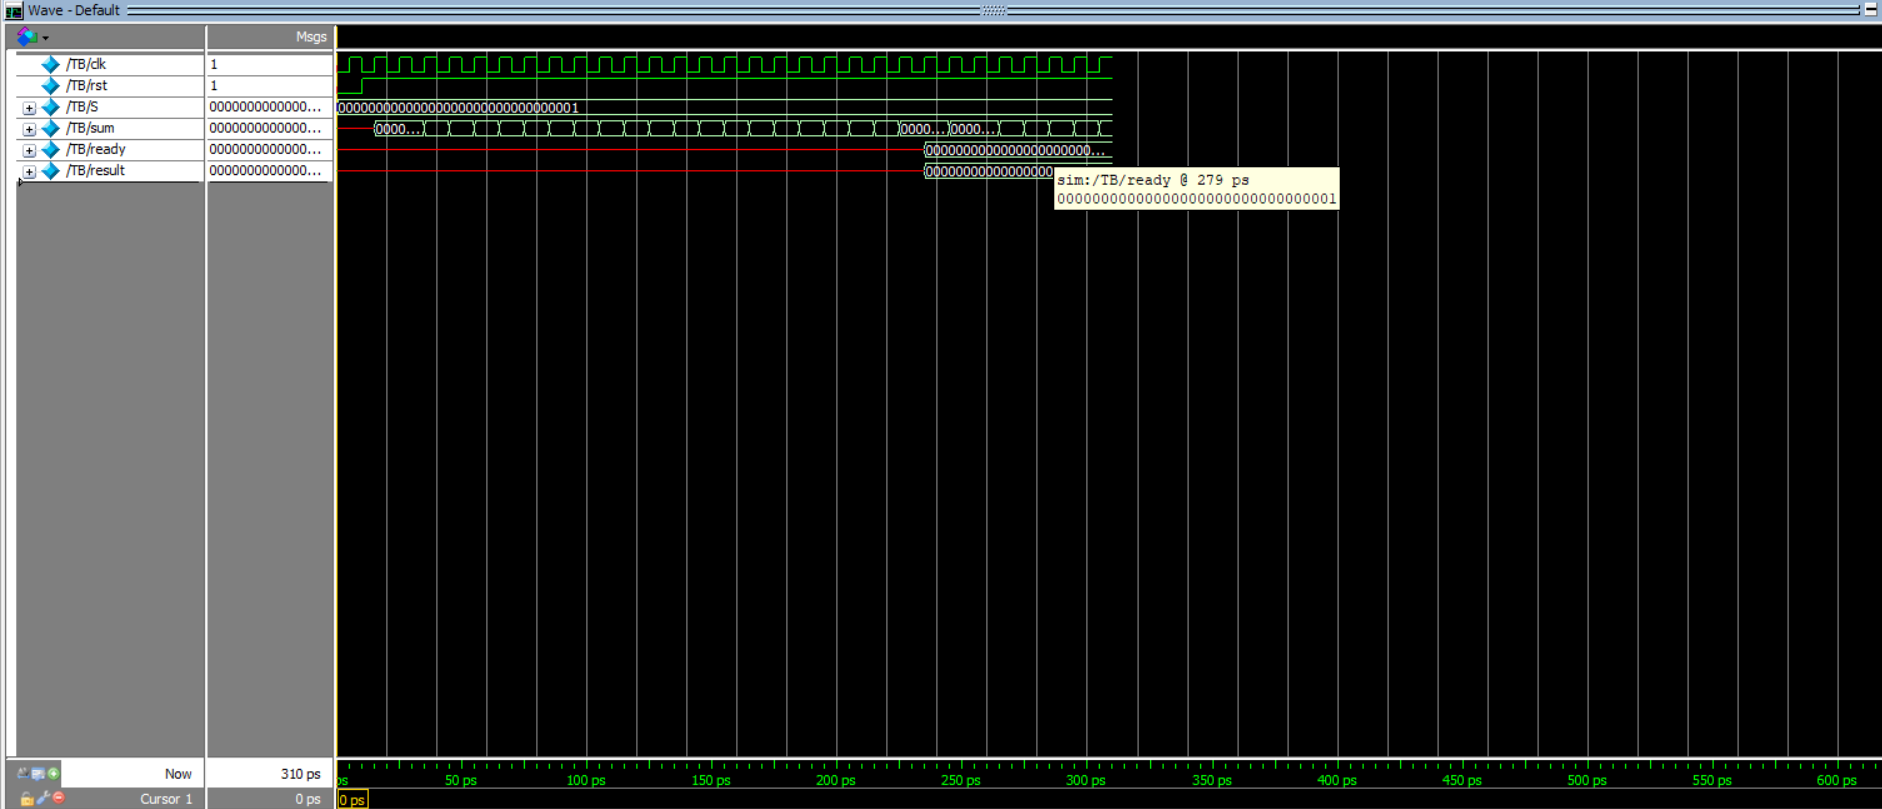 Wave - Default
Msgs
/TB/clk 1
/TB/rst 1
/TB/S 0000000000000... 00000000000000000000000000000001
/TB/sum 0000000000000... 0000... 0000... 0000...
/TB/ready 0000000000000... 0000000000000000000000...
/TB/result 0000000000000... 00000000000000000
sim:/TB/ready @ 279 ps
00000000000000000000000000000001
Now 310 ps ps 50 ps 100 ps 150 ps 200 ps 250 ps 300 ps 350 ps 400 ps 450 ps 500 ps 550 ps 600 ps
Cursor 1 0 ps 0 ps